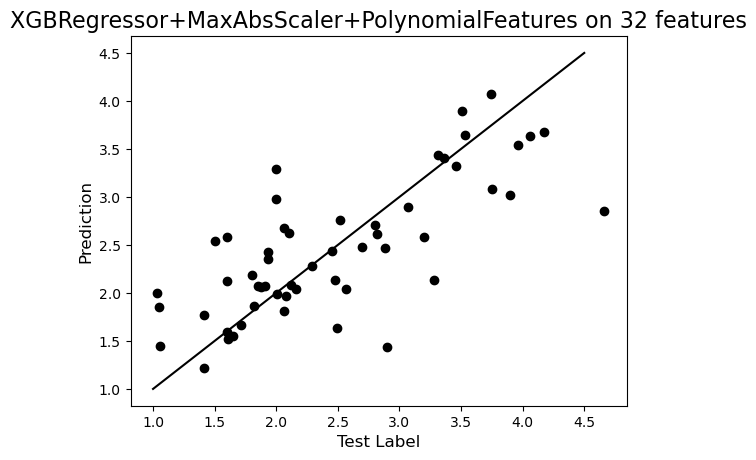 XGBRegressor+MaxAbsScaler+PolynomialFeatures on 32 features
4.5
4.0
3.5
3.0
2.5
2.0
1.5
1.0
Prediction
1.0 1.5 2.0 2.5 3.0 3.5 4.0 4.5
Test Label